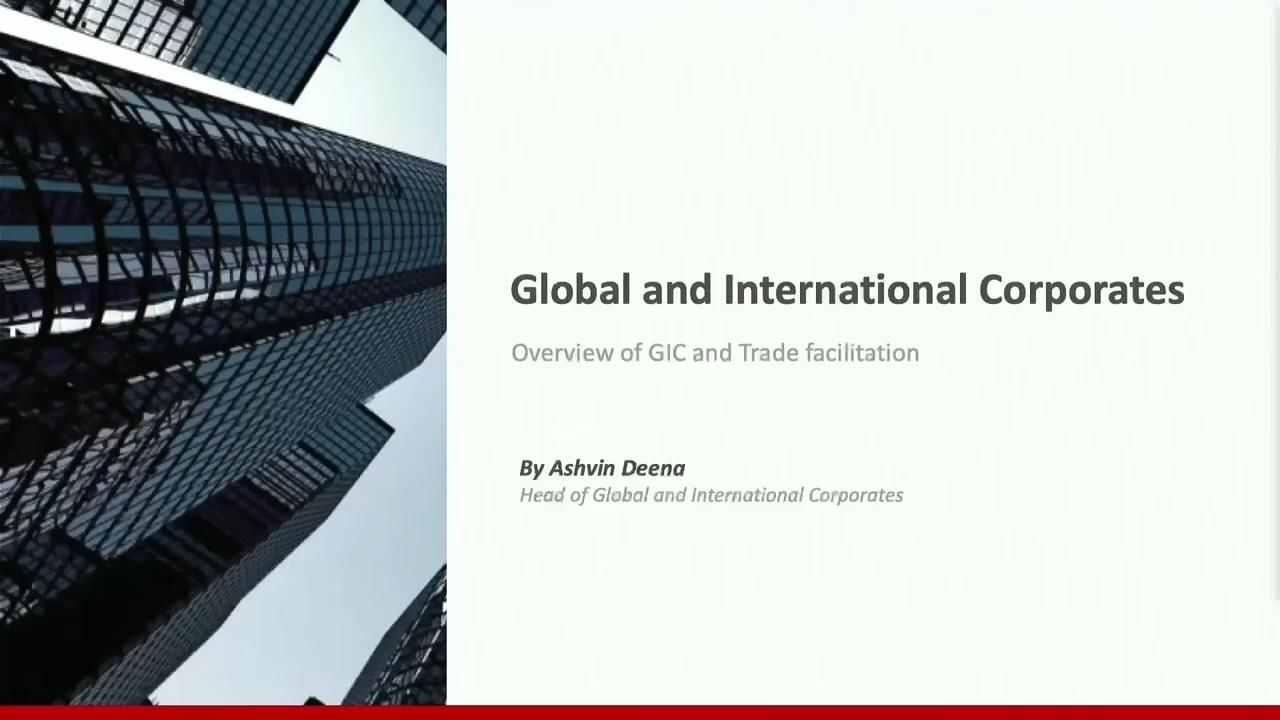 Global and International Corporates
Overview of GIC and Trade facilitation
By Ashvin Deena
Head of Global and International Corporates